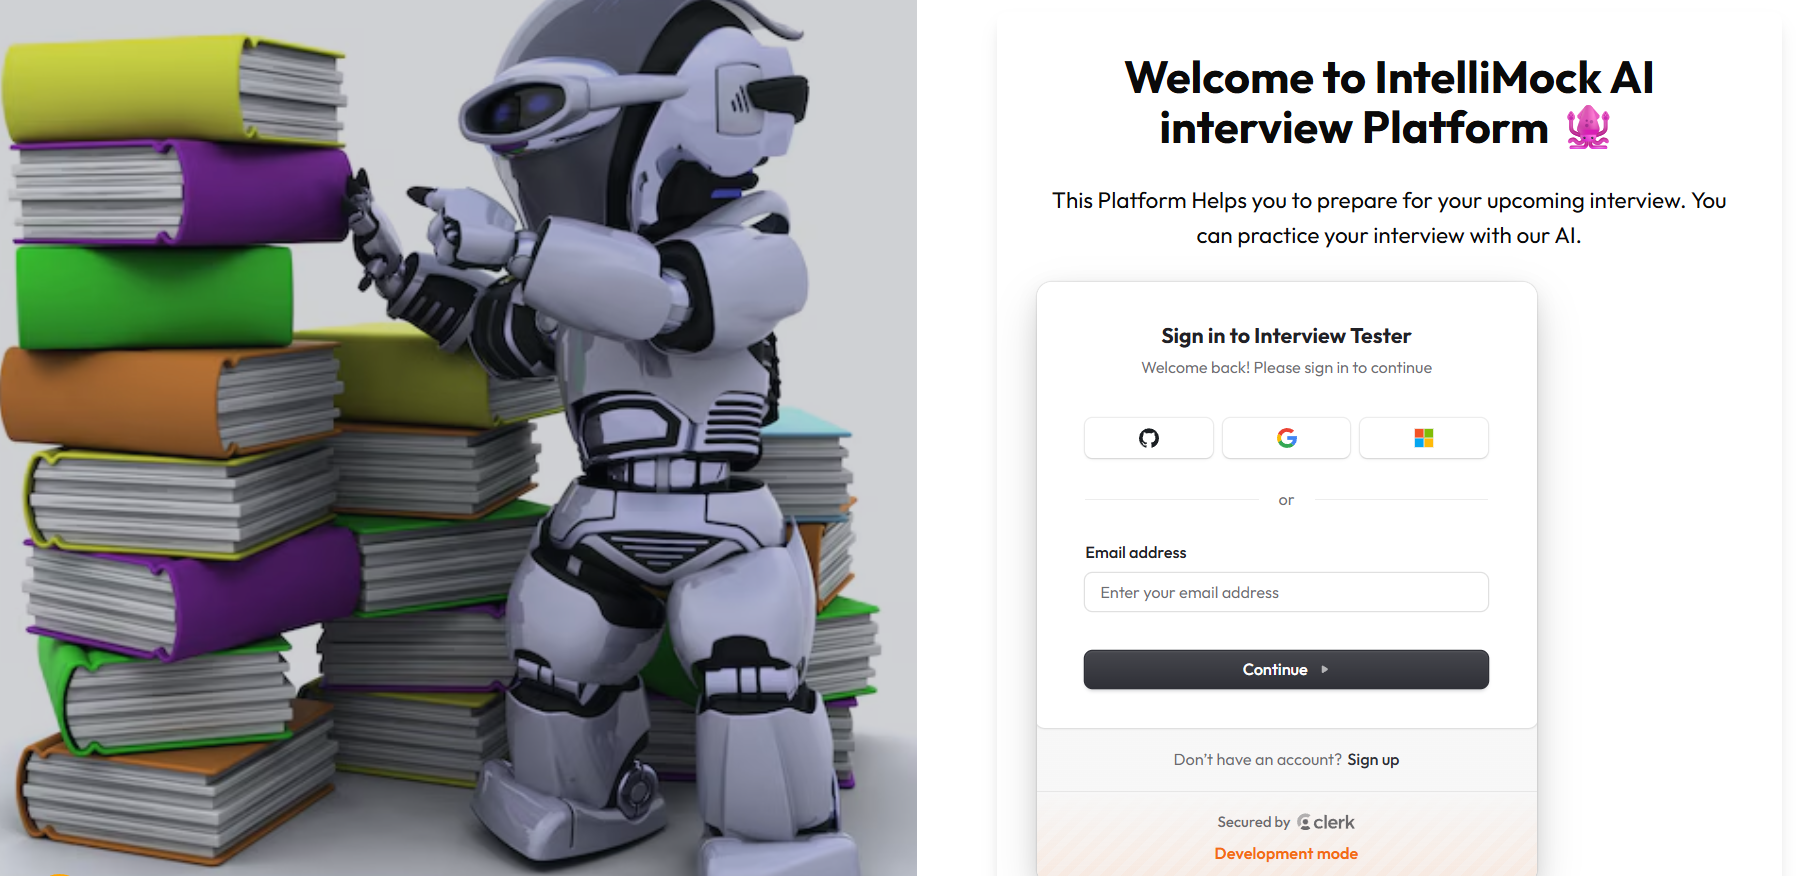 Welcome to IntelliMock AI
interview Platform 🦑
This Platform Helps you to prepare for your upcoming interview. You
can practice your interview with our AI.
Sign in to Interview Tester
Welcome back! Please sign in to continue
or
Email address
Enter your email address
Continue
Don't have an account? Sign up
Secured by clerk
Development mode